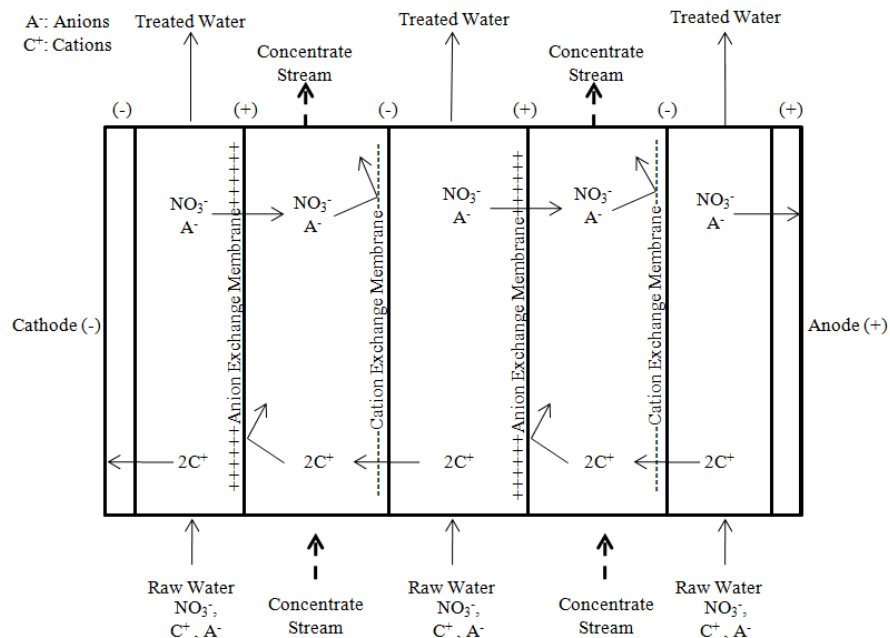 A⁻: Anions
C⁺: Cations
Treated Water
Treated Water
Treated Water
Concentrate
Stream
Concentrate
Stream
(-)
(+)
(-)
(+)
(-)
(+)
NO₃⁻
A⁻
NO₃⁻
A⁻
NO₃⁻
A⁻
NO₃⁻
A⁻
NO₃⁻
A⁻
++++++Anion Exchange Membrane+++++++
Cation Exchange Membrane
++++++Anion Exchange Membrane+++++++
Cation Exchange Membrane
Cathode (-)
Anode (+)
2C⁺
2C⁺
2C⁺
2C⁺
2C⁺
Raw Water
NO₃⁻,
C⁺ , A⁻
Concentrate
Stream
Raw Water
NO₃⁻,
C⁺ , A⁻
Concentrate
Stream
Raw Water
NO₃⁻,
C⁺ , A⁻